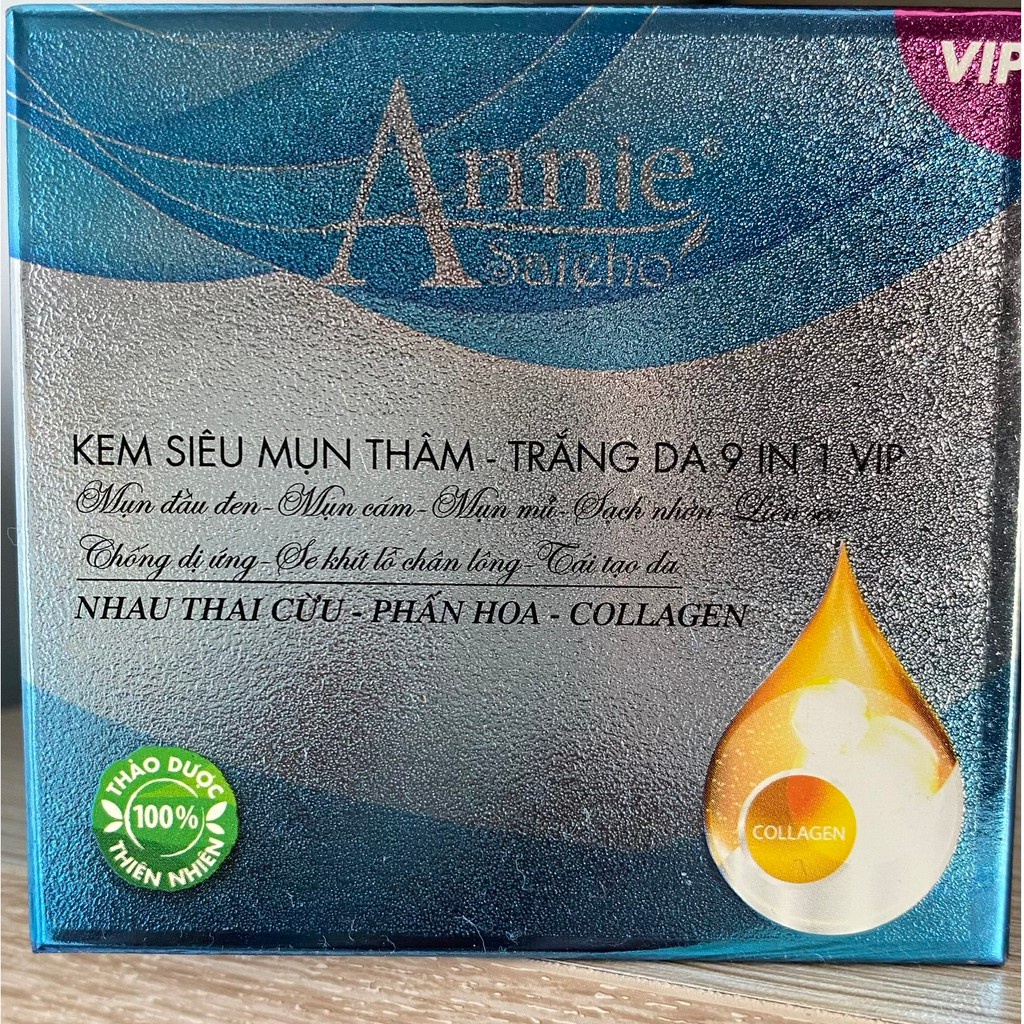 VIP
Annie®
Saicho
KEM SIÊU MỤN THÂM - TRẮNG DA 9 IN 1 VIP
Mụn đầu đen - Mụn cám - Mụn mủ - Sạch nhờn - Liền sẹo
Chống dị ứng - Se khít lỗ chân lông - Tái tạo da
NHAU THAI CỪU - PHẤN HOA - COLLAGEN
THẢO DƯỢC
100%
THIÊN NHIÊN
COLLAGEN